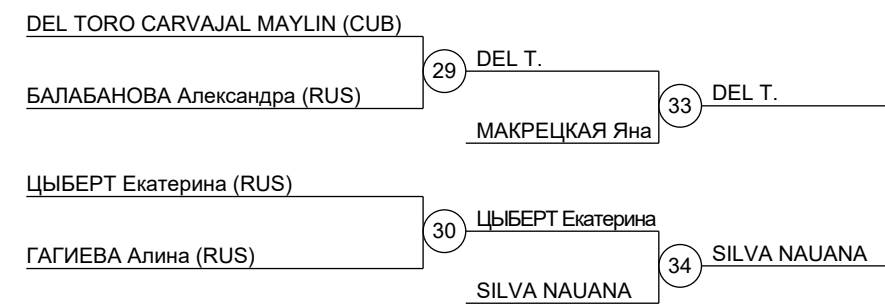 DEL TORO CARVAJAL MAYLIN (CUB)
29
DEL T.
БАЛАБАНОВА Александра (RUS)
33
DEL T.
МАКРЕЦКАЯ Яна
ЦЫБЕРТ Екатерина (RUS)
30
ЦЫБЕРТ Екатерина
ГАГИЕВА Алина (RUS)
34
SILVA NAUANA
SILVA NAUANA